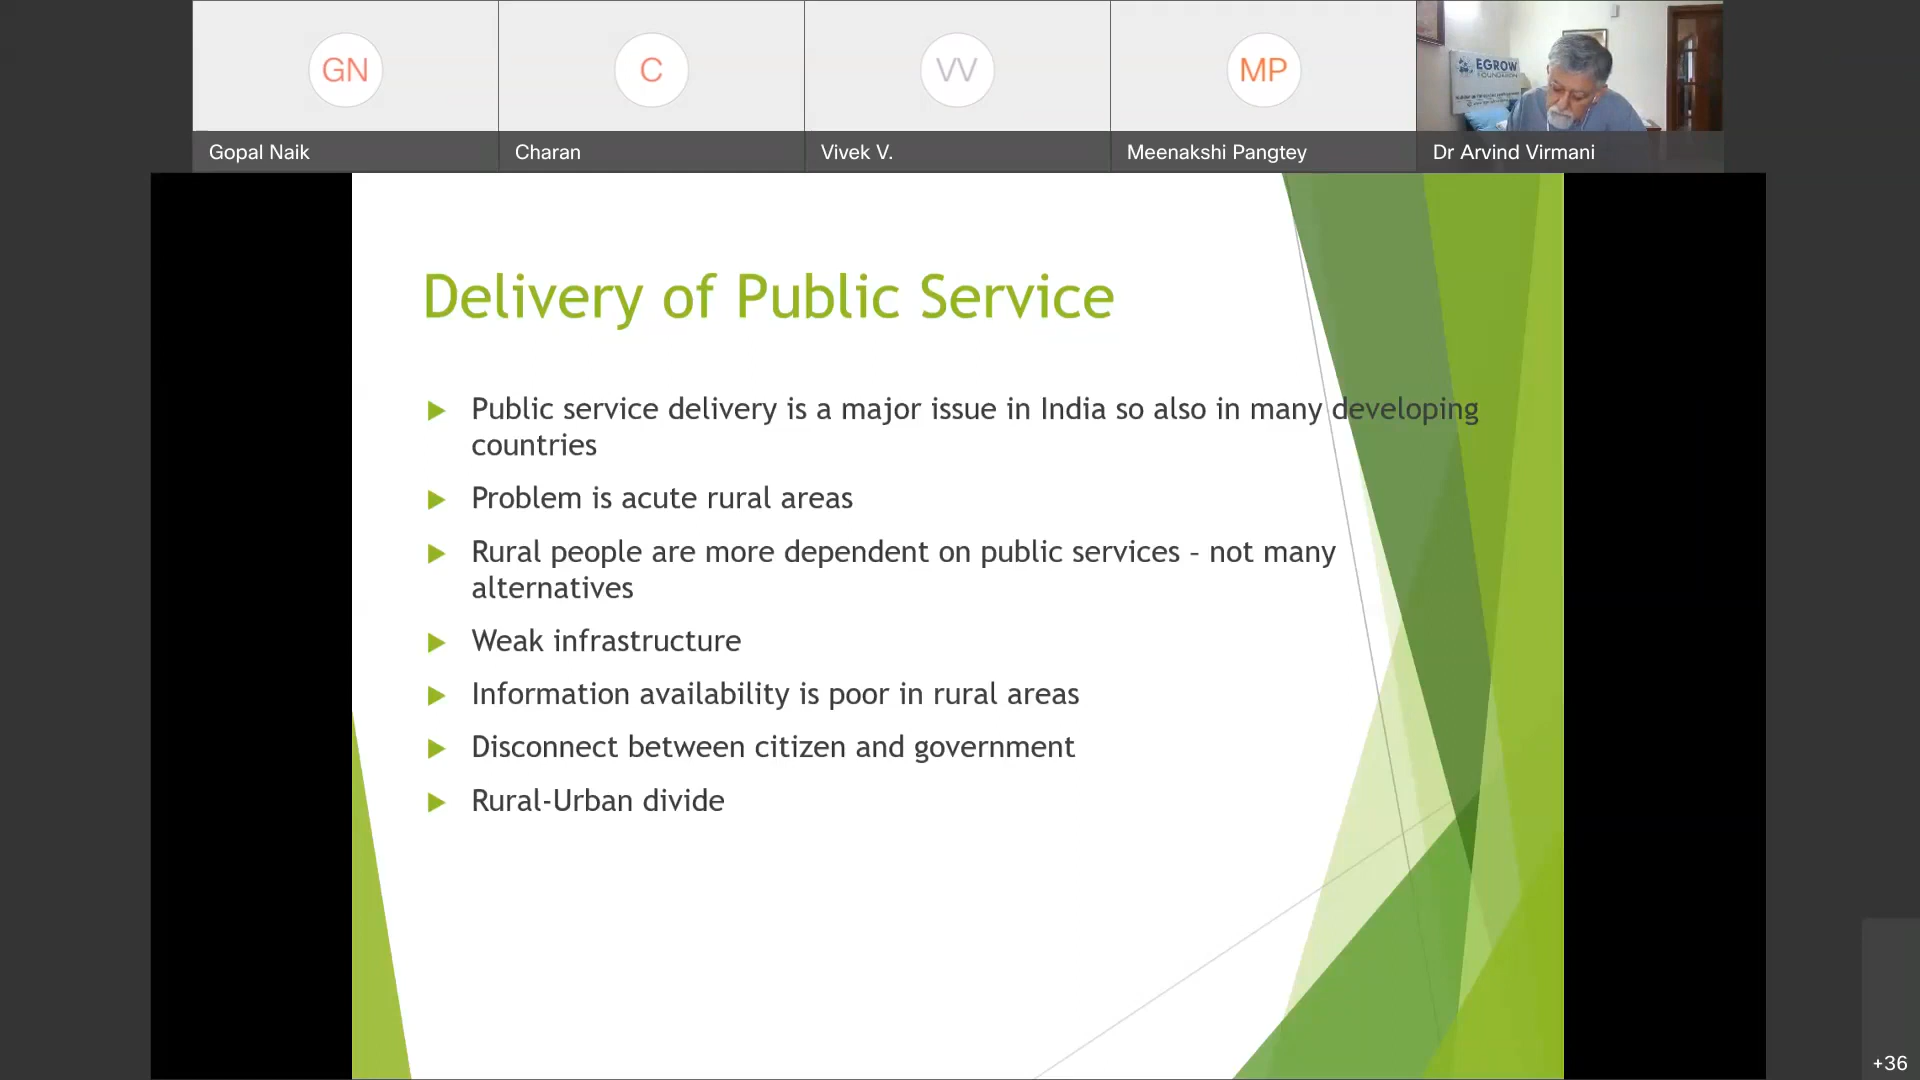 GN
C
VV
MP
EGROW
FOUNDATION
Gopal Naik
Charan
Vivek V.
Meenakshi Pangtey
Dr Arvind Virmani
Delivery of Public Service
Public service delivery is a major issue in India so also in many developing
countries
Problem is acute rural areas
Rural people are more dependent on public services – not many
alternatives
Weak infrastructure
Information availability is poor in rural areas
Disconnect between citizen and government
Rural-Urban divide
+36